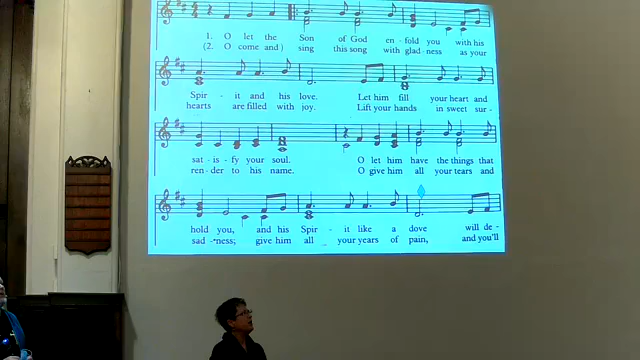 1. O let the Son of God en - fold you with his
(2. O come and) sing this song with glad - ness as your
Spir - it and his love. Let him fill your heart and
hearts are filled with joy. Lift your hands in sweet sur -
sat - is - fy your soul. O let him have the things that
ren - der to his name. O give him all your tears and
hold you, and his Spir - it like a dove will de -
sad - ness; give him all your years of pain, and you'll